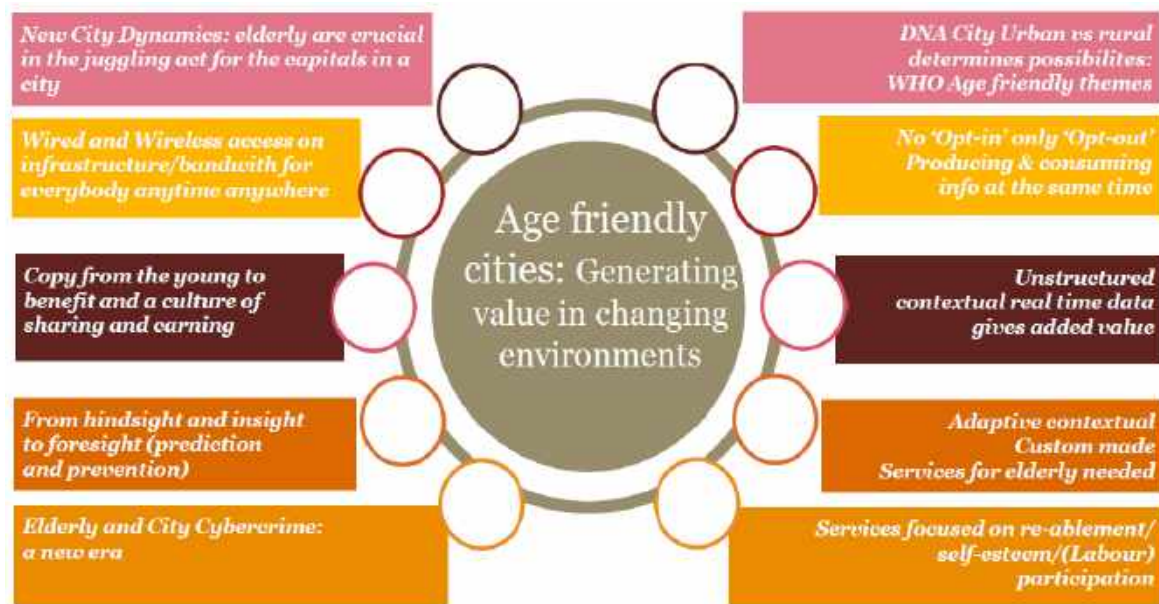 New City Dynamics: elderly are crucial
in the juggling act for the capitals in a
city
DNA City Urban vs rural
determines possibilites:
WHO Age friendly themes
Wired and Wireless access on
infrastructure/bandwith for
everybody anytime anywhere
No 'Opt-in' only 'Opt-out'
Producing & consuming
info at the same time
Age friendly
cities: Generating
value in changing
environments
Copy from the young to
benefit and a culture of
sharing and carning
Unstructured
contextual real time data
gives added value
From hindsight and insight
to foresight (prediction
and prevention)
Adaptive contextual
Custom made
Services for elderly needed
Elderly and City Cybercrime:
a new era
Services focused on re-ablement/
self-esteem/(Labour)
participation